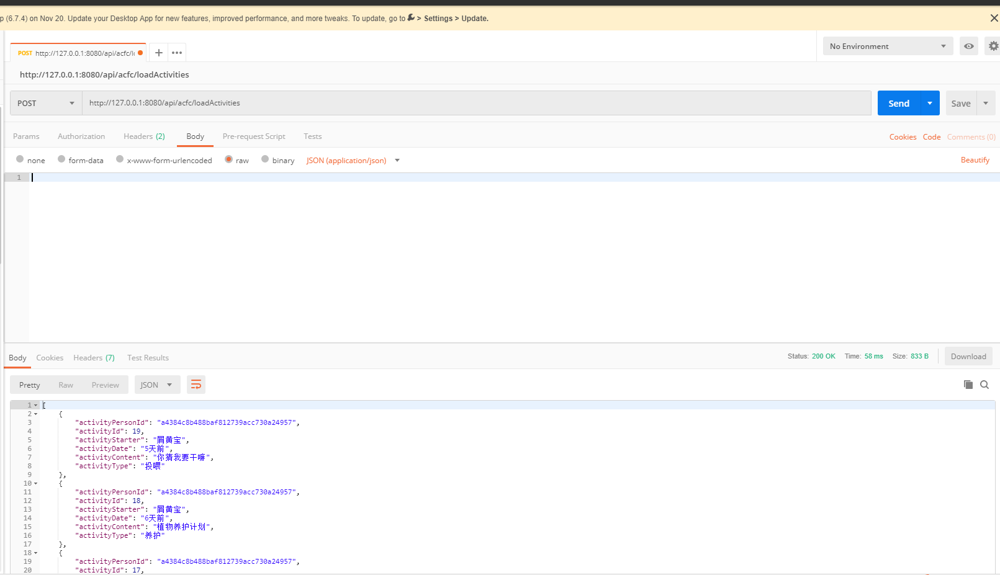 p (6.7.4) on Nov 20. Update your Desktop App for new features, improved performance, and more tweaks. To update, go to > Settings > Update.
POST http://127.0.0.1:8080/api/acfc/l
No Environment
http://127.0.0.1:8080/api/acfc/loadActivities
POST http://127.0.0.1:8080/api/acfc/loadActivities Send Save
Params Authorization Headers (2) Body Pre-request Script Tests Cookies Code Comments (0)
none form-data x-www-form-urlencoded raw binary JSON (application/json) Beautify
1
Body Cookies Headers (7) Test Results Status: 200 OK Time: 58 ms Size: 833 B Download
Pretty Raw Preview JSON
1 [
2 {
3 "activityPersonId": "a4384c8b488baf812739acc730a24957",
4 "activityId": 19,
5 "activityStarter": "屑黄宝",
6 "activityDate": "5天前",
7 "activityContent": "你猜我要干嘛",
8 "activityType": "投喂"
9 },
10 {
11 "activityPersonId": "a4384c8b488baf812739acc730a24957",
12 "activityId": 18,
13 "activityStarter": "屑黄宝",
14 "activityDate": "6天前",
15 "activityContent": "植物养护计划",
16 "activityType": "养护"
17 },
18 {
19 "activityPersonId": "a4384c8b488baf812739acc730a24957",
20 "activityId": 17,